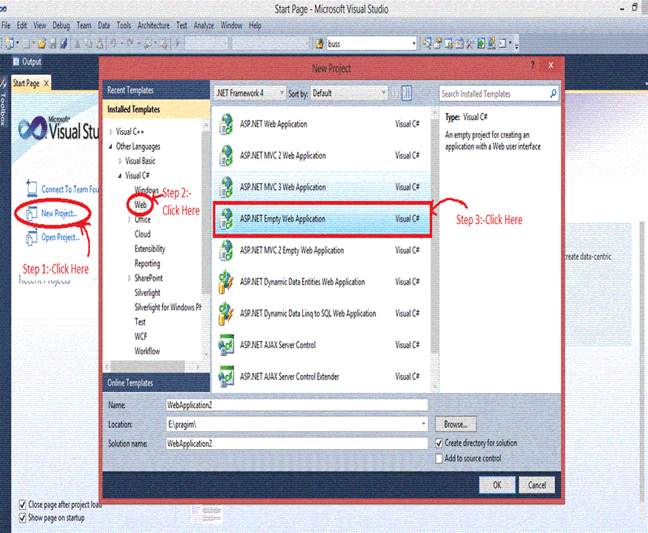 Start Page - Microsoft Visual Studio
File Edit View Debug Team Data Tools Architecture Test Analyze Window Help
buss
Output
Start Page X
Toolbox
Microsoft
Visual Stu
Connect To Team Fou
New Project...
Open Project...
Step 1:-Click Here
Recent Projects
New Project
Recent Templates
Installed Templates
Visual C++
Other Languages
Visual Basic
Visual C#
Windows
Web
Office
Cloud
Extensibility
Reporting
SharePoint
Silverlight
Silverlight for Windows Ph
Test
WCF
Workflow
Online Templates
Step 2:-
Click Here
.NET Framework 4 Sort by: Default
ASP.NET Web Application Visual C#
ASP.NET MVC 2 Web Application Visual C#
ASP.NET MVC 3 Web Application Visual C#
ASP.NET Empty Web Application Visual C#
ASP.NET MVC 2 Empty Web Application Visual C#
ASP.NET Dynamic Data Entities Web Application Visual C#
ASP.NET Dynamic Data Linq to SQL Web Application Visual C#
ASP.NET AJAX Server Control Visual C#
ASP.NET AJAX Server Control Extender Visual C#
Search Installed Templates
Type: Visual C#
An empty project for creating an
application with a Web user interface
Step 3:-Click Here
create data-centric
Name: WebApplication2
Location: E:\pragim\ Browse...
Solution name: WebApplication2
Create directory for solution
Add to source control
OK Cancel
Close page after project load
Show page on startup